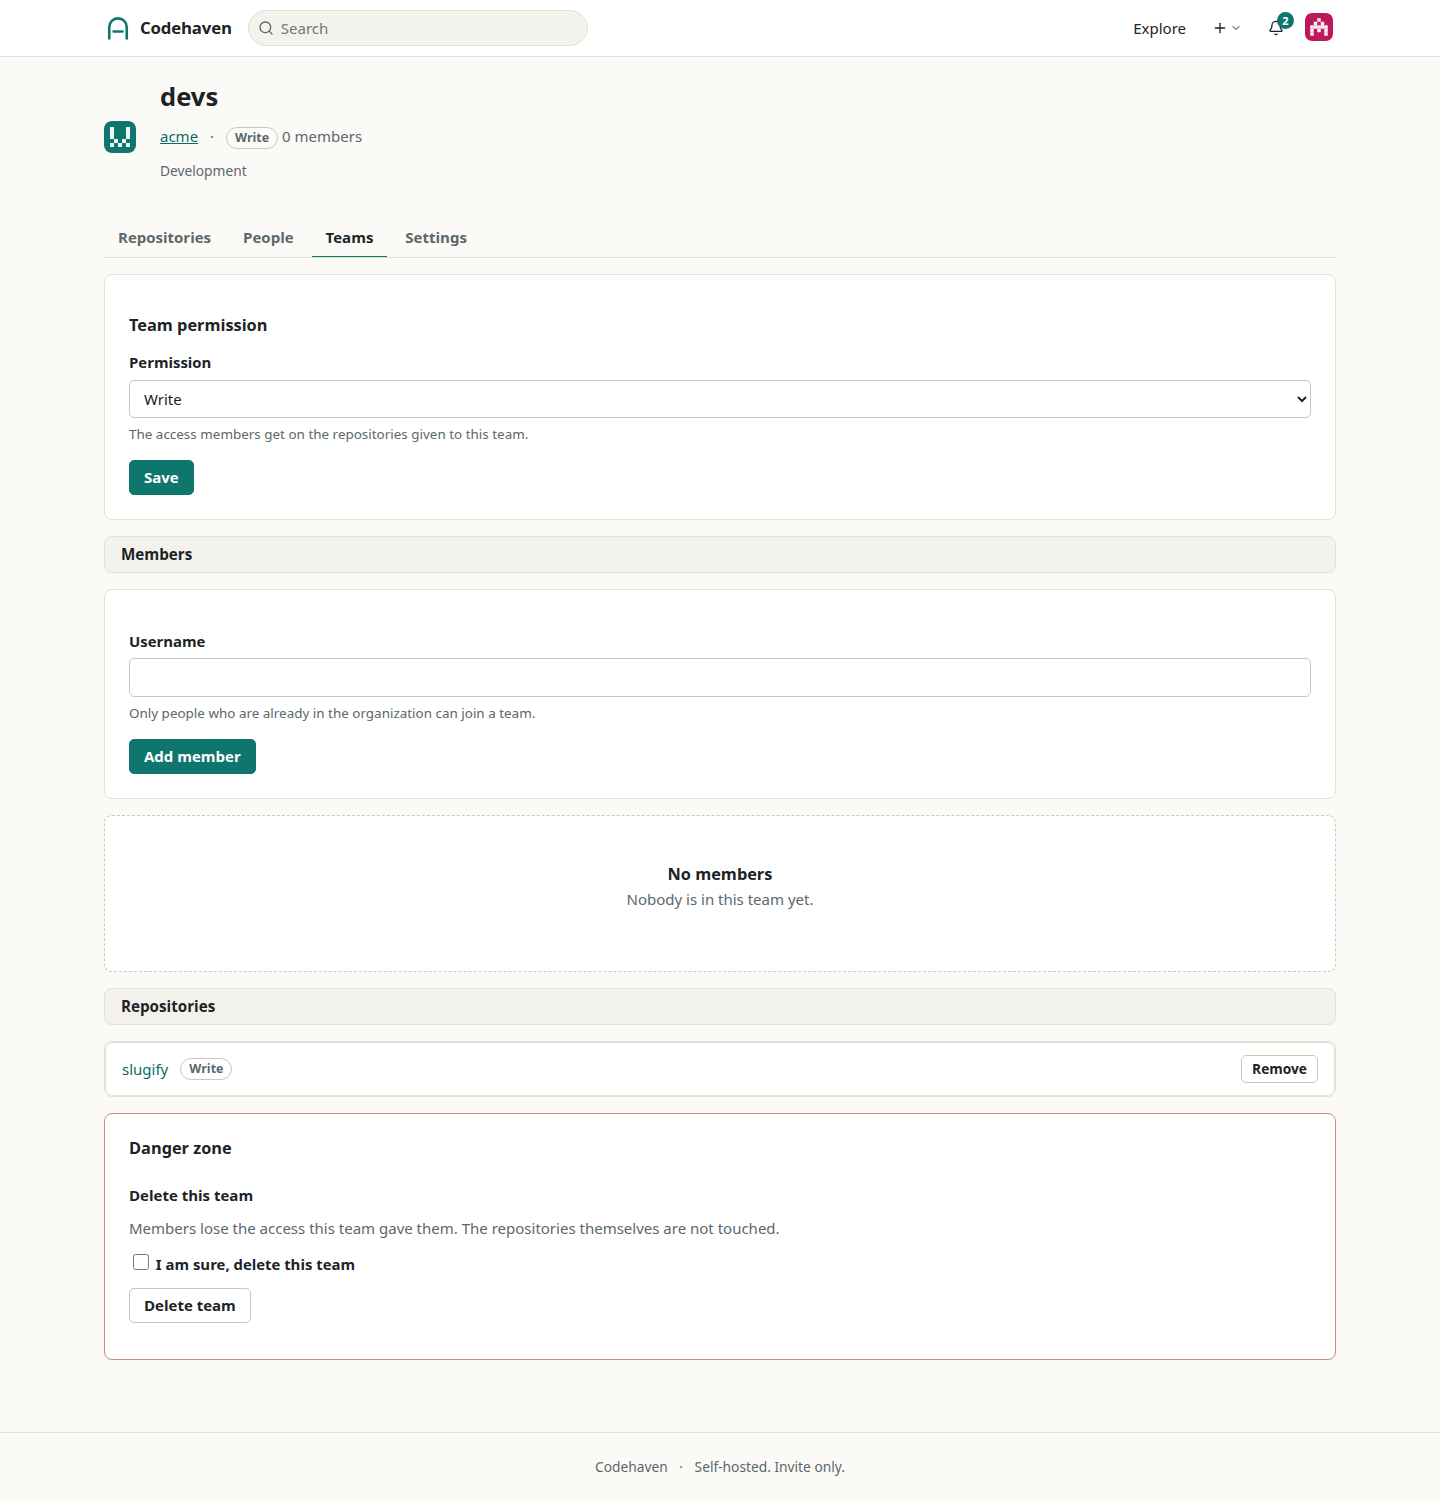 Codehaven
Search
Explore
2
devs
acme · Write 0 members
Development
Repositories People Teams Settings
Team permission
Permission
Write
The access members get on the repositories given to this team.
Save
Members
Username
Only people who are already in the organization can join a team.
Add member
No members
Nobody is in this team yet.
Repositories
slugify Write Remove
Danger zone
Delete this team
Members lose the access this team gave them. The repositories themselves are not touched.
I am sure, delete this team
Delete team
Codehaven · Self-hosted. Invite only.